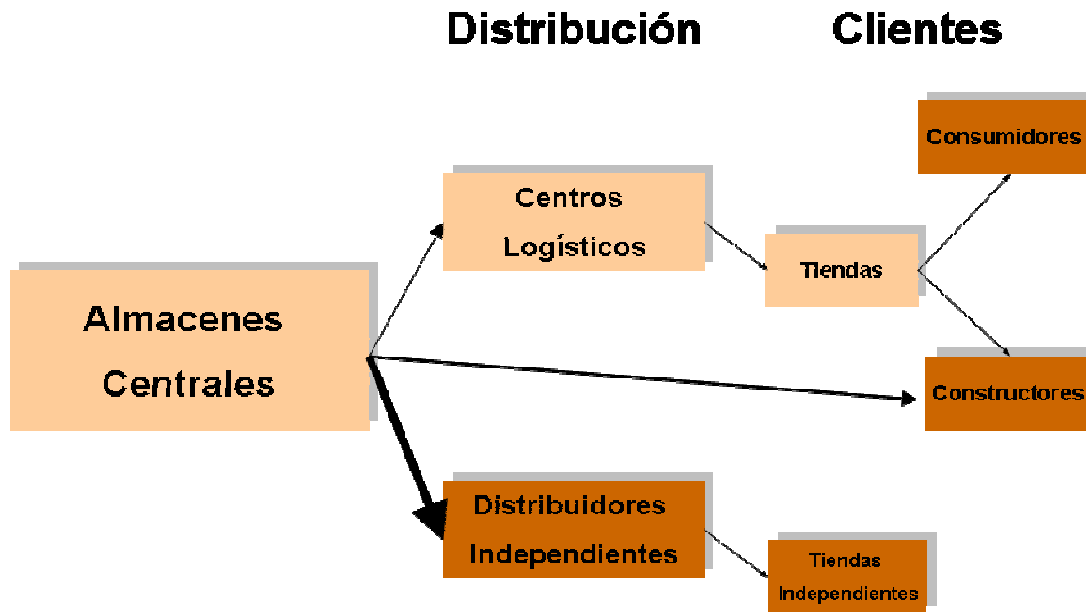 Distribución
Clientes
Consumidores
Centros
Logísticos
Tiendas
Almacenes
Centrales
Constructores
Distribuidores
Independientes
Tiendas
Independientes